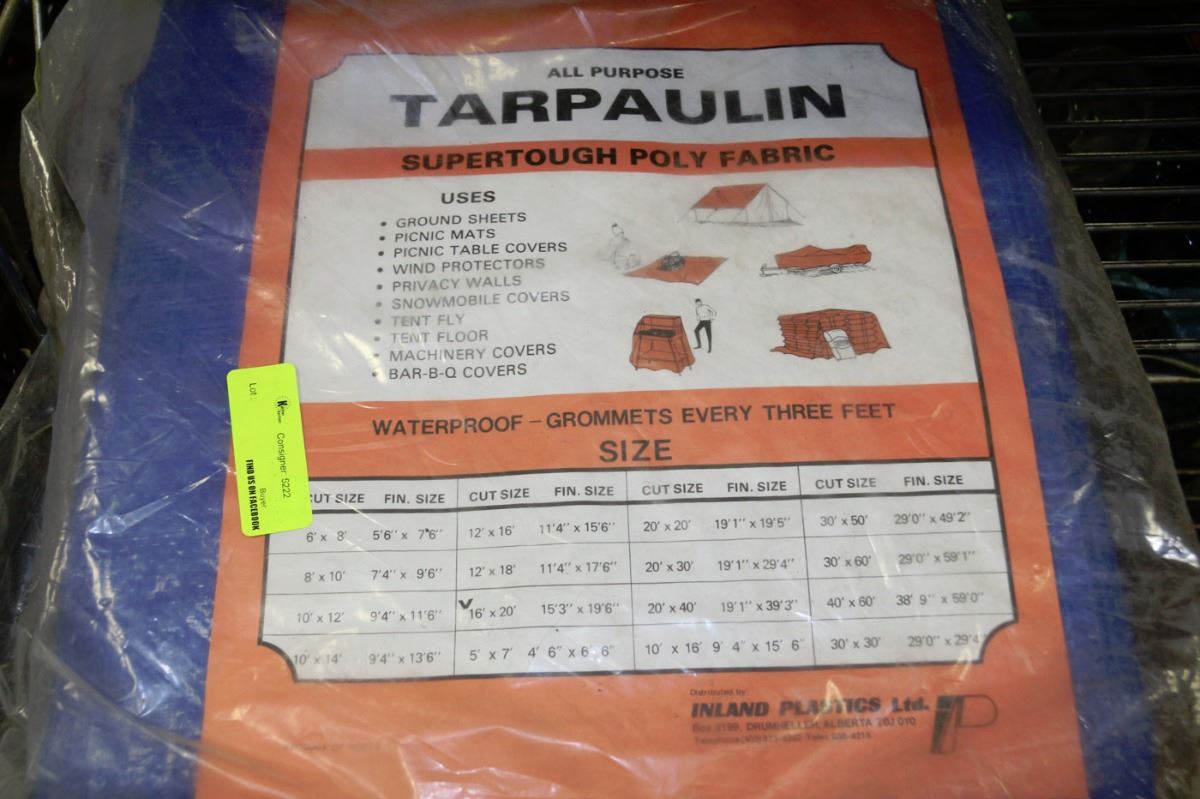 ALL PURPOSE
TARPAULIN
SUPERTOUGH POLY FABRIC
USES
• GROUND SHEETS
• PICNIC MATS
• PICNIC TABLE COVERS
• WIND PROTECTORS
• PRIVACY WALLS
• SNOWMOBILE COVERS
• TENT FLY
• TENT FLOOR
• MACHINERY COVERS
• BAR-B-Q COVERS
WATERPROOF – GROMMETS EVERY THREE FEET
SIZE
CUT SIZE FIN. SIZE CUT SIZE FIN. SIZE CUT SIZE FIN. SIZE CUT SIZE FIN. SIZE
6' x 8' 5'6" x 7'6" 12' x 16' 11'4" x 15'6" 20' x 20' 19'1" x 19'5" 30' x 50' 29'0" x 49'2"
8' x 10' 7'4" x 9'6" 12' x 18' 11'4" x 17'6" 20' x 30' 19'1" x 29'4" 30' x 60' 29'0" x 59'1"
10' x 12' 9'4" x 11'6" 16' x 20' 15'3" x 19'6" 20' x 40' 19'1" x 39'3" 40' x 60' 38' 9" x 59'0"
10' x 14' 9'4" x 13'6" 5' x 7' 4' 6" x 6' 6" 10' x 16' 9' 4" x 15' 6" 30' x 30' 29'0" x 29'4"
Distributed by
INLAND PLASTICS Ltd.
DRUMHELLER, ALBERTA T0J 0Y0
Lot:
Consigner: 5222
Buyer:
FIND US ON FACEBOOK